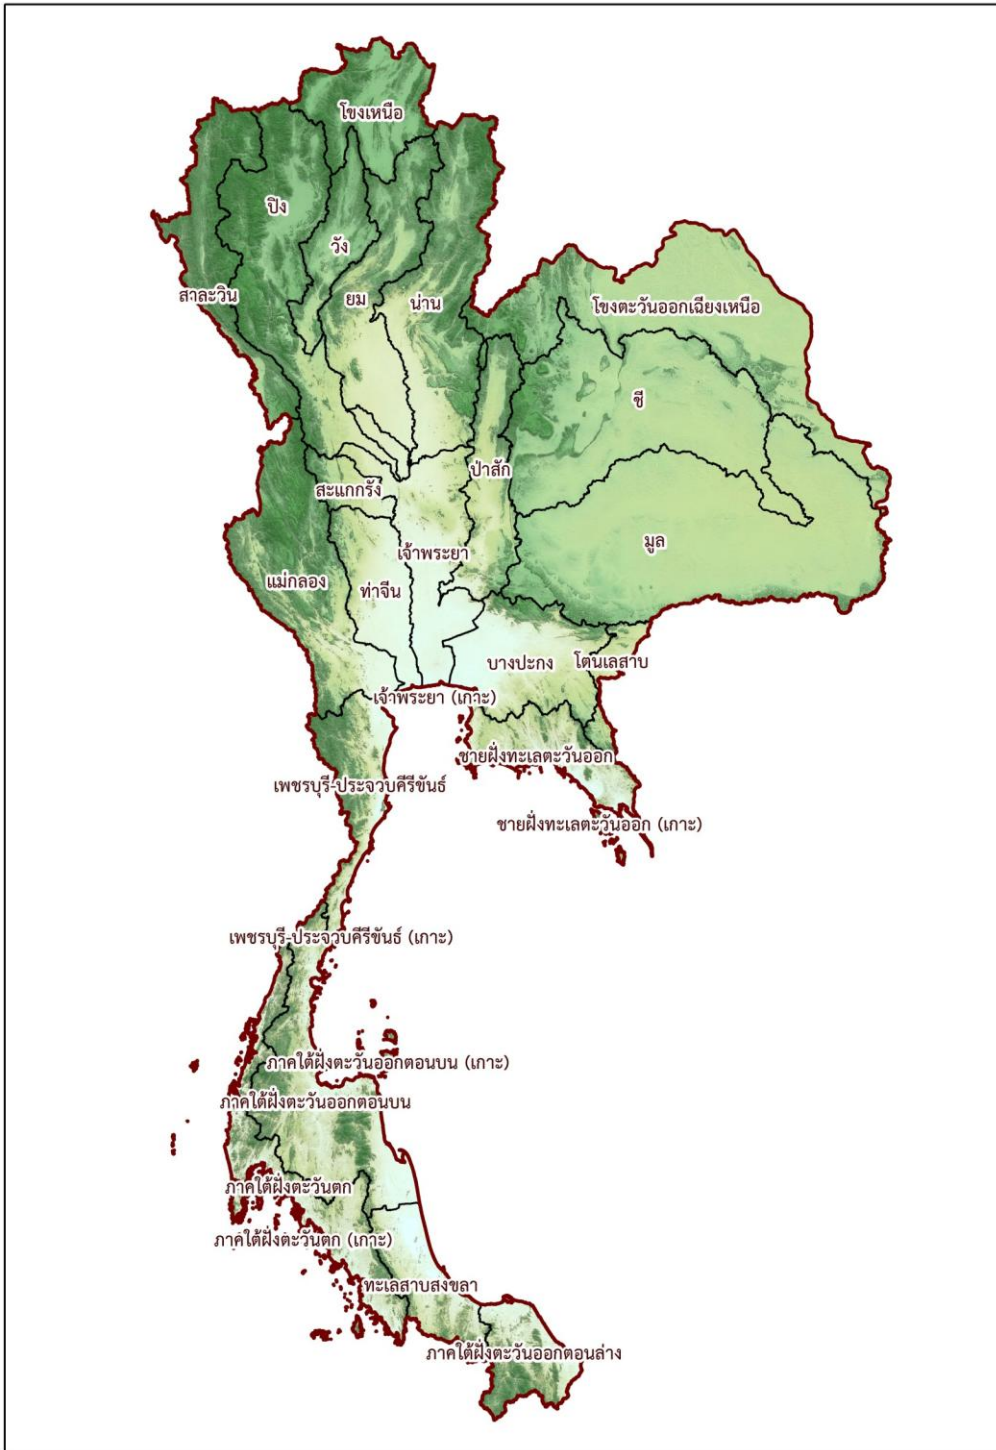 โขงเหนือ
ปิง
วัง
สาละวิน
ยม
น่าน
โขงตะวันออกเฉียงเหนือ
ชี
ป่าสัก
สะแกกรัง
มูล
เจ้าพระยา
แม่กลอง
ท่าจีน
บางปะกง
โตนเลสาบ
เจ้าพระยา (เกาะ)
ชายฝั่งทะเลตะวันออก
เพชรบุรี-ประจวบคีรีขันธ์
ชายฝั่งทะเลตะวันออก (เกาะ)
เพชรบุรี-ประจวบคีรีขันธ์ (เกาะ)
ภาคใต้ฝั่งตะวันออกตอนบน (เกาะ)
ภาคใต้ฝั่งตะวันออกตอนบน
ภาคใต้ฝั่งตะวันตก
ภาคใต้ฝั่งตะวันตก (เกาะ)
ทะเลสาบสงขลา
ภาคใต้ฝั่งตะวันออกตอนล่าง